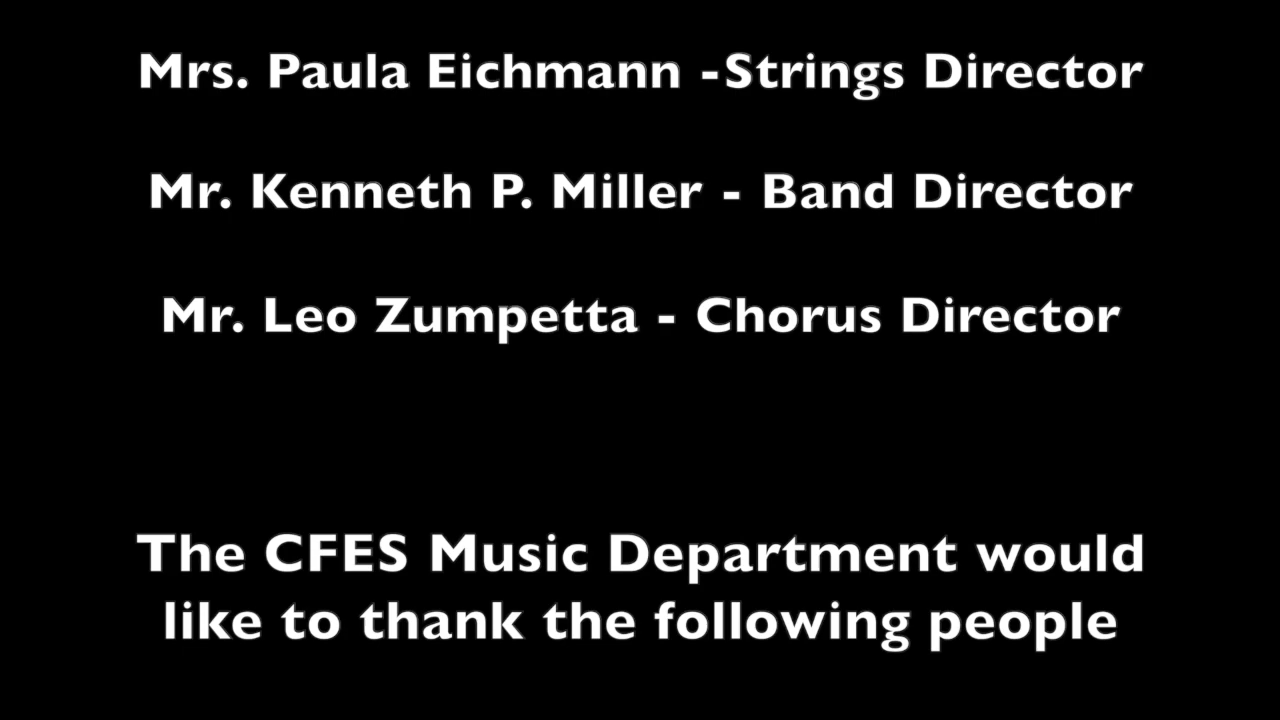 Mrs. Paula Eichmann -Strings Director
Mr. Kenneth P. Miller - Band Director
Mr. Leo Zumpetta - Chorus Director
The CFES Music Department would
like to thank the following people